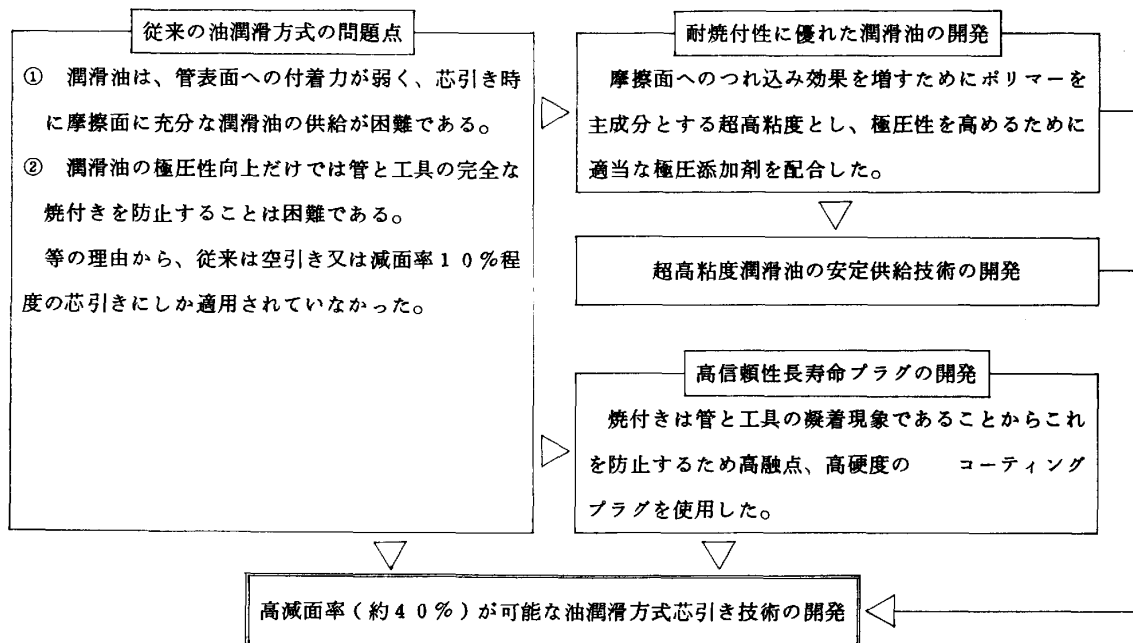 従来の油潤滑方式の問題点
① 潤滑油は、管表面への付着力が弱く、芯引き時
に摩擦面に充分な潤滑油の供給が困難である。
② 潤滑油の極圧性向上だけでは管と工具の完全な
焼付きを防止することは困難である。
等の理由から、従来は空引き又は減面率10%程
度の芯引きにしか適用されていなかった。
耐焼付性に優れた潤滑油の開発
摩擦面へのつれ込み効果を増すためにポリマーを
主成分とする超高粘度とし、極圧性を高めるために
適当な極圧添加剤を配合した。
超高粘度潤滑油の安定供給技術の開発
高信頼性長寿命プラグの開発
焼付きは管と工具の凝着現象であることからこれ
を防止するため高融点、高硬度の コーティング
プラグを使用した。
高減面率(約40%)が可能な油潤滑方式芯引き技術の開発